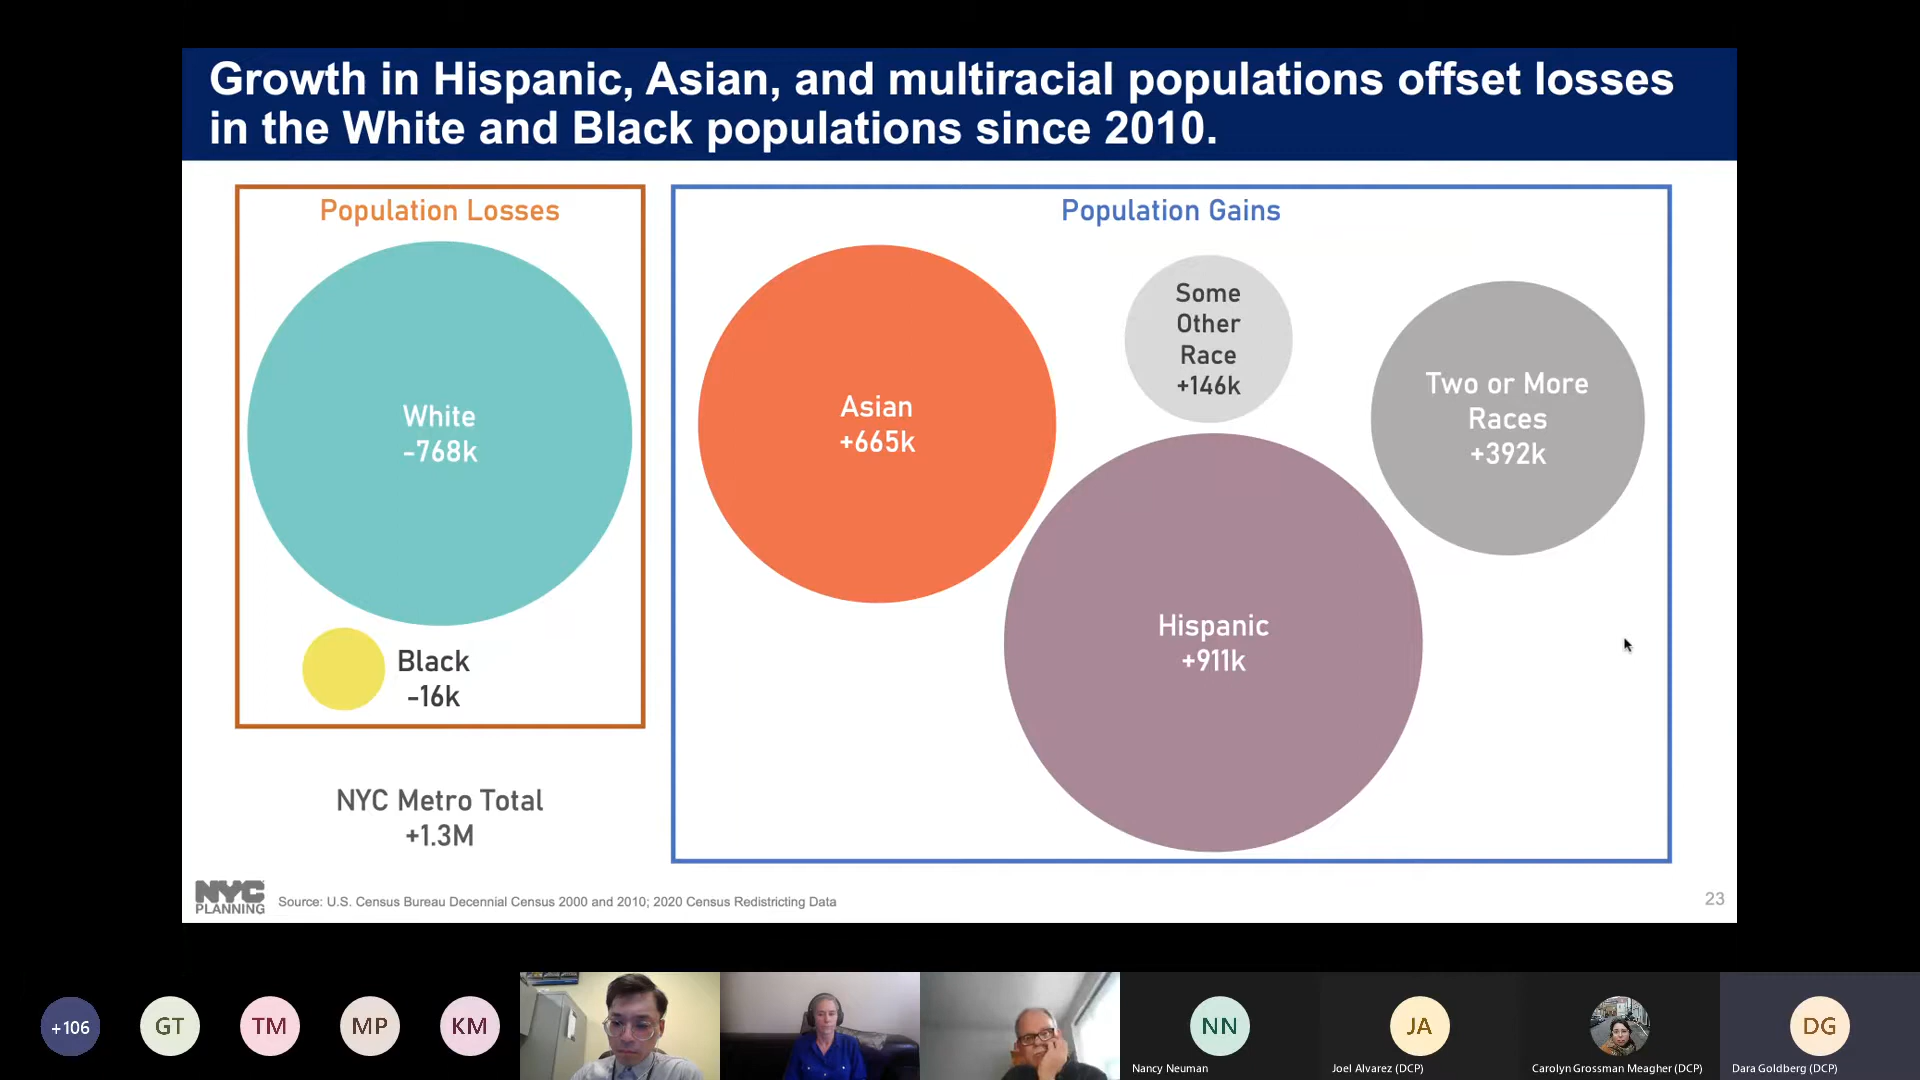 Growth in Hispanic, Asian, and multiracial populations offset losses
in the White and Black populations since 2010.
Population Losses
White
-768k
Black
-16k
NYC Metro Total
+1.3M
Population Gains
Asian
+665k
Some
Other
Race
+146k
Two or More
Races
+392k
Hispanic
+911k
NYC
PLANNING
Source: U.S. Census Bureau Decennial Census 2000 and 2010; 2020 Census Redistricting Data
23
+106
GT
TM
MP
KM
NN
Nancy Neuman
JA
Joel Alvarez (DCP)
Carolyn Grossman Meagher (DCP)
DG
Dara Goldberg (DCP)